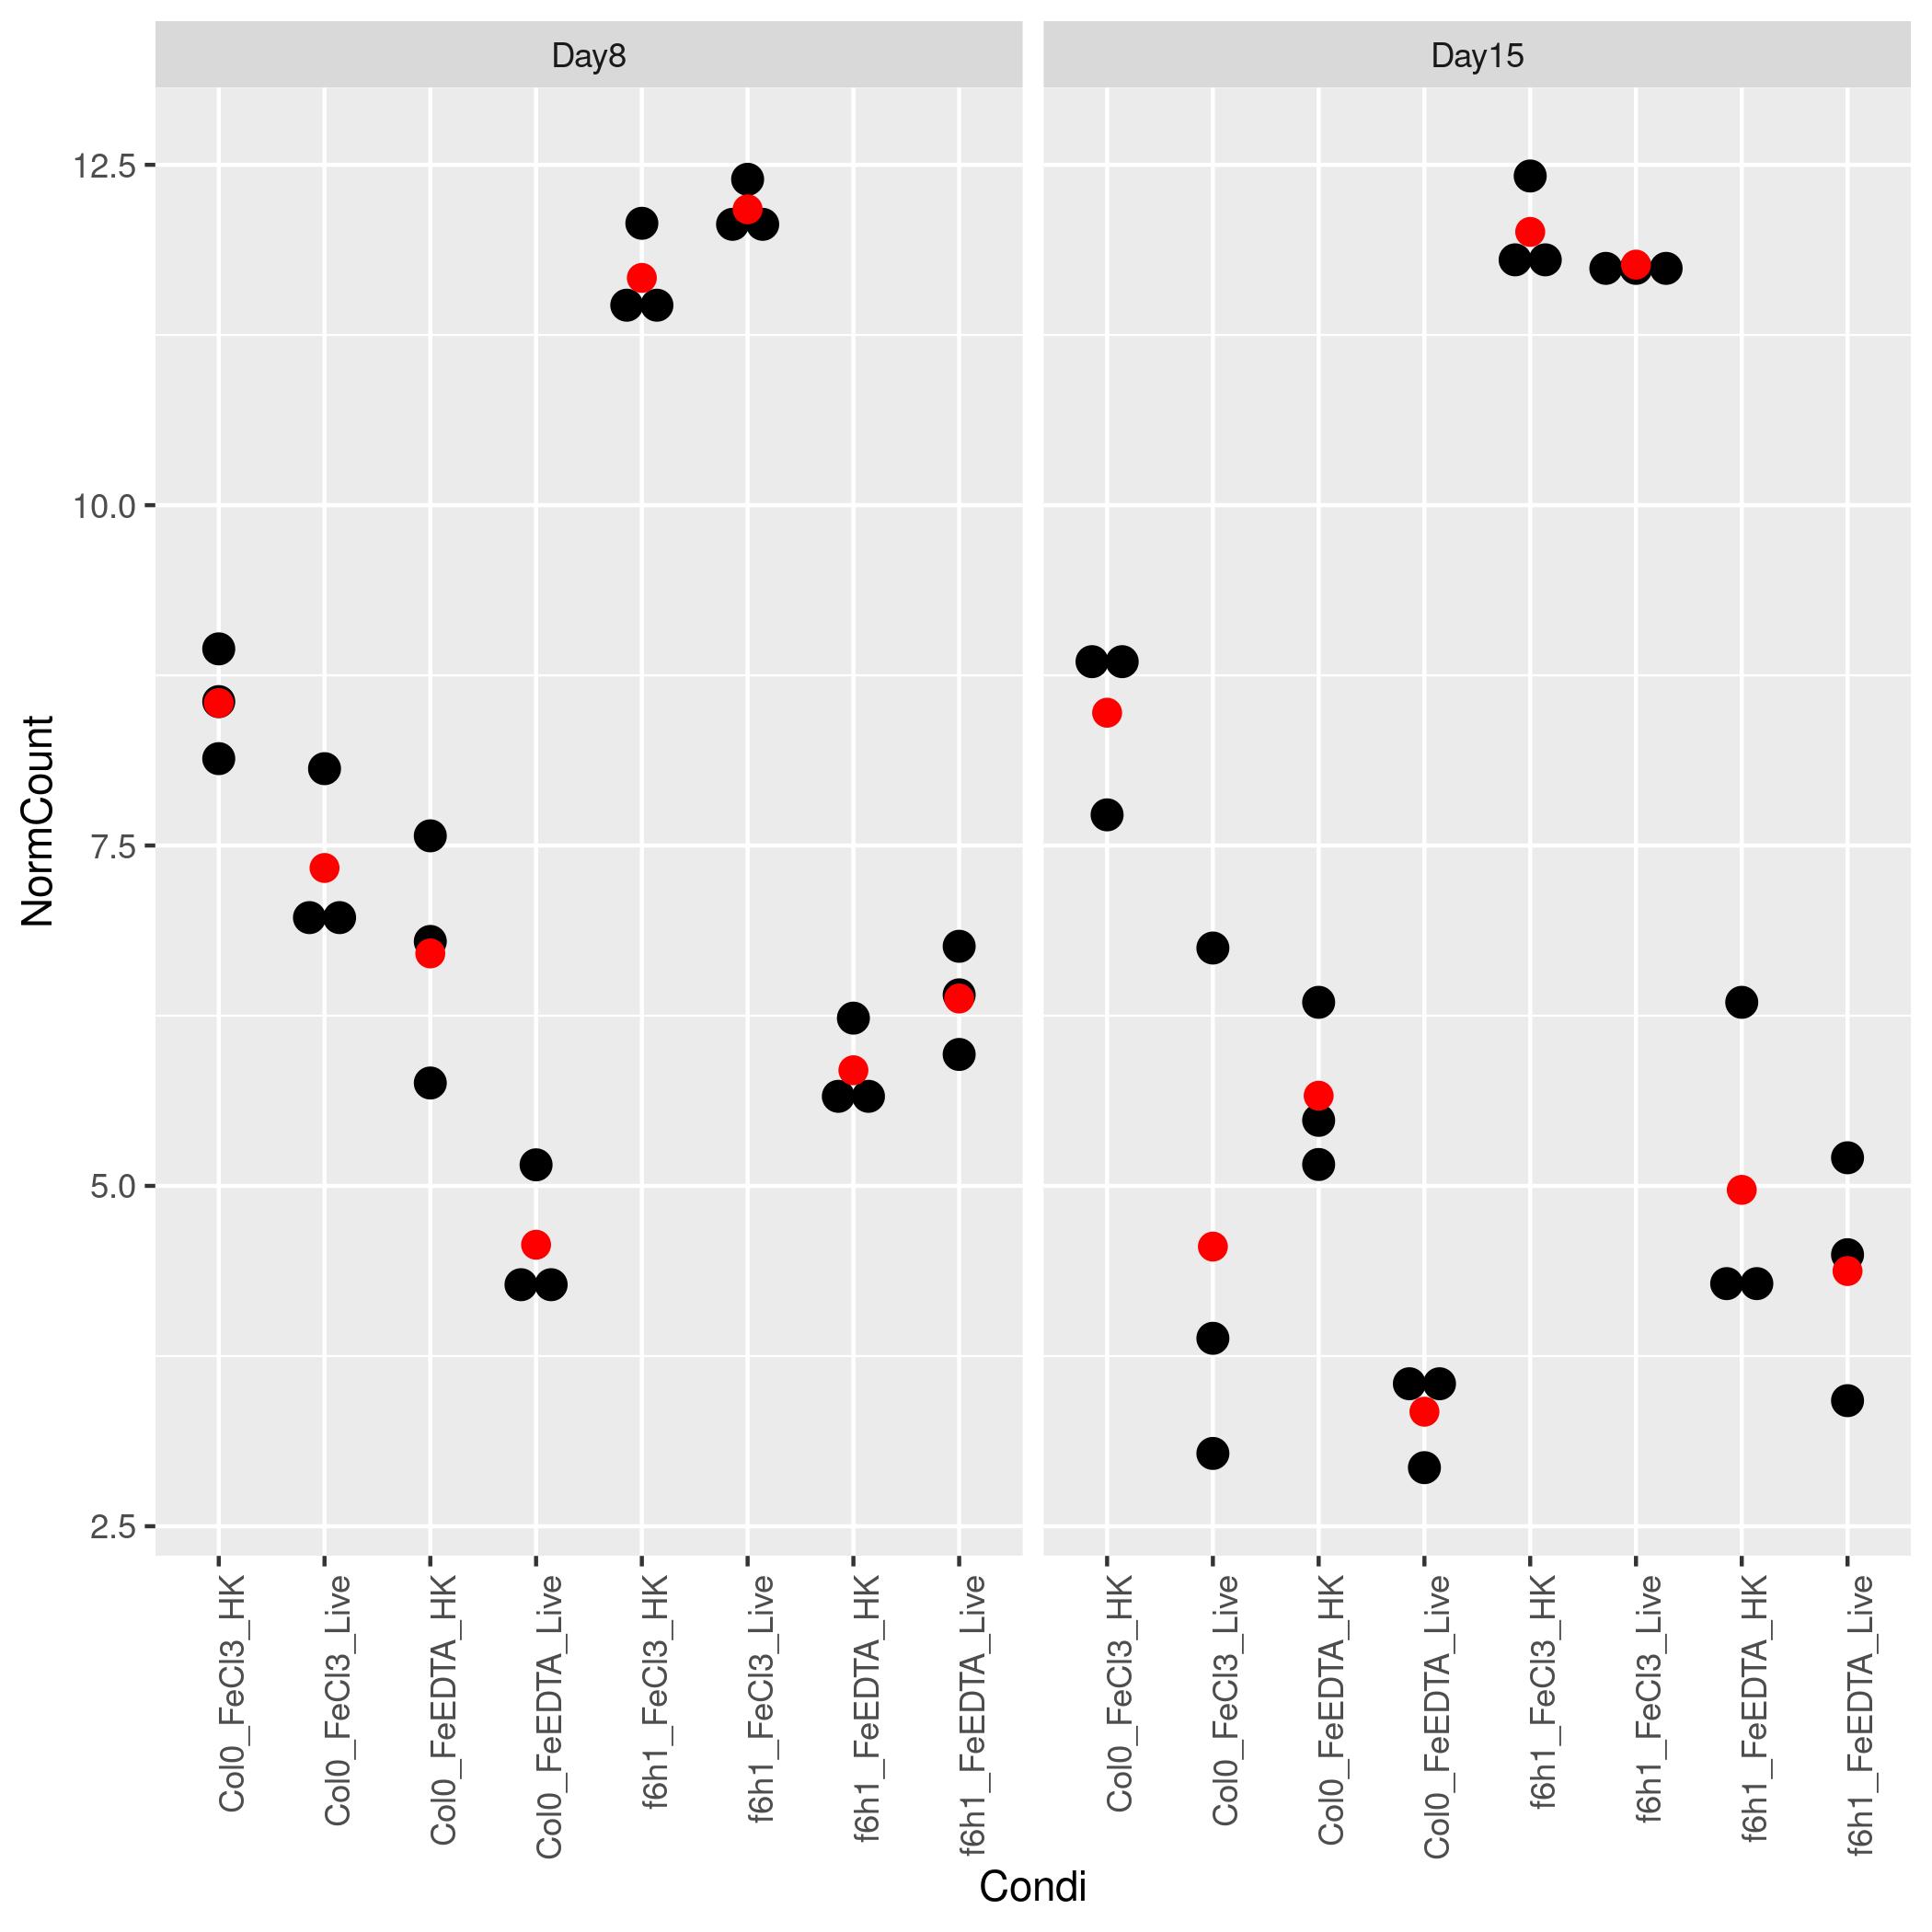 Day8
Day15
NormCount
12.5
10.0
7.5
5.0
2.5
Col0_FeCl3_HK
Col0_FeCl3_Live
Col0_FeEDTA_HK
Col0_FeEDTA_Live
f6h1_FeCl3_HK
f6h1_FeCl3_Live
f6h1_FeEDTA_HK
f6h1_FeEDTA_Live
Col0_FeCl3_HK
Col0_FeCl3_Live
Col0_FeEDTA_HK
Col0_FeEDTA_Live
f6h1_FeCl3_HK
f6h1_FeCl3_Live
f6h1_FeEDTA_HK
f6h1_FeEDTA_Live
Condi